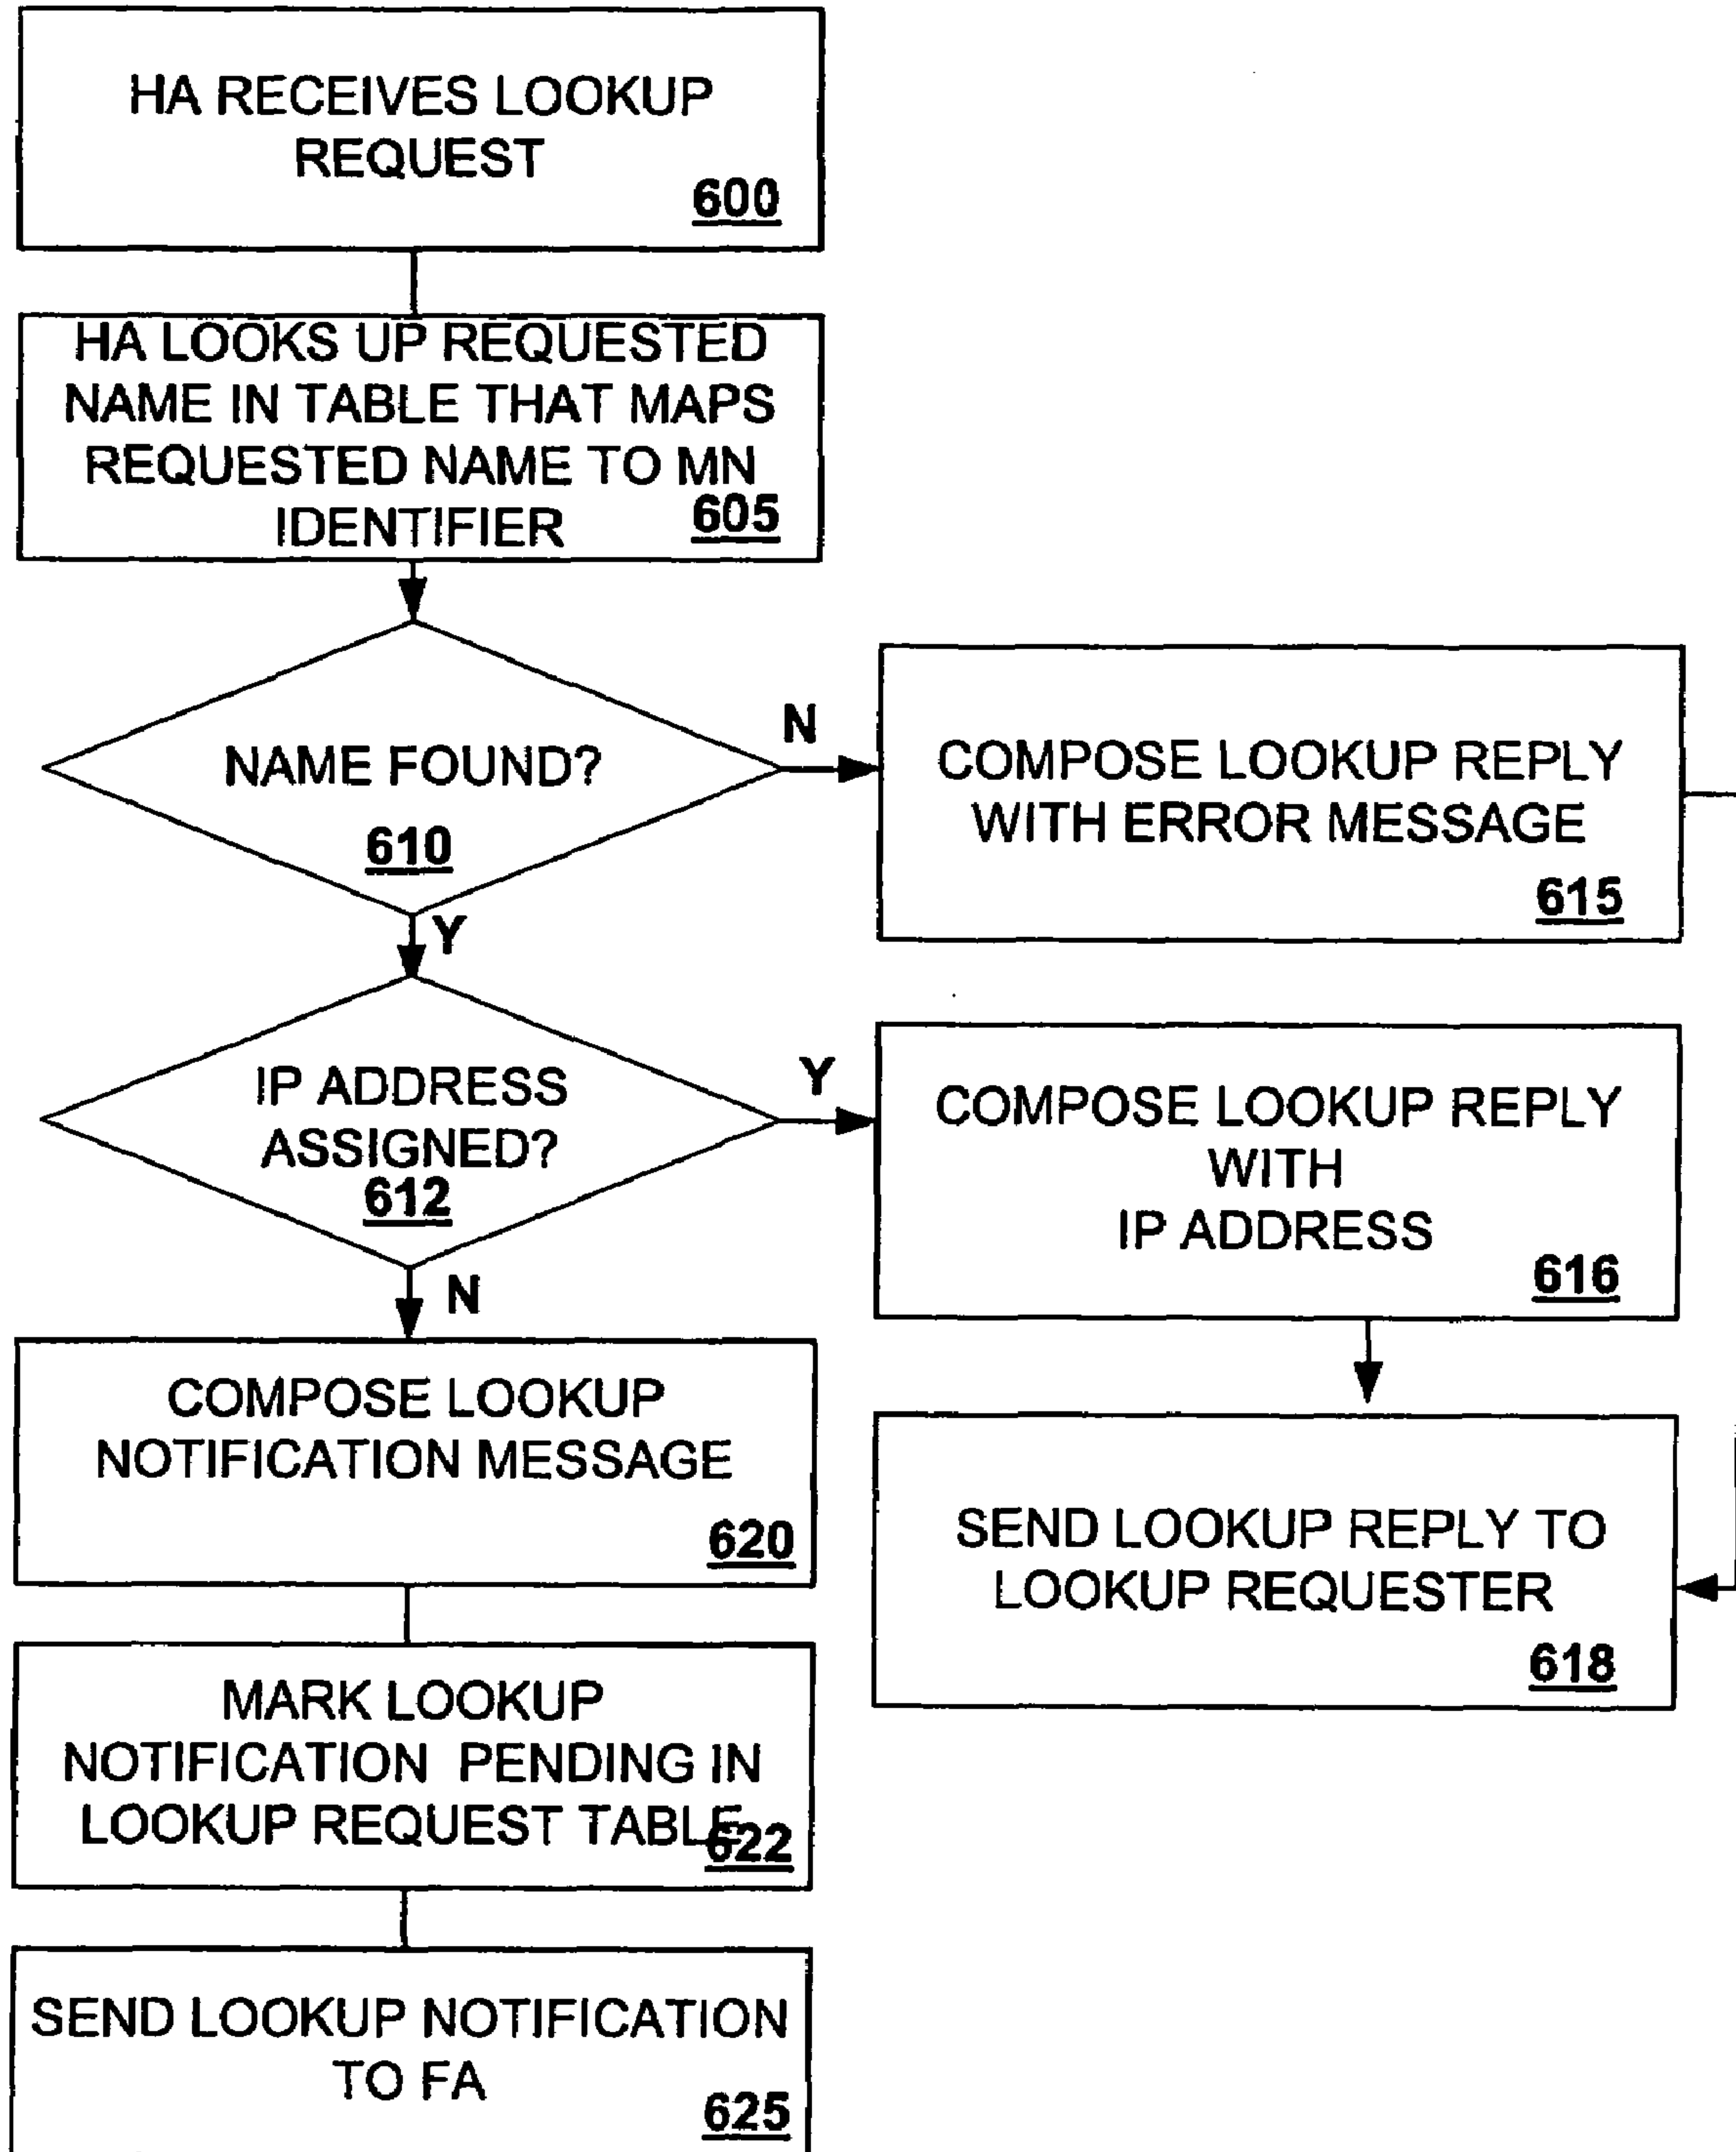 HA RECEIVES LOOKUP
REQUEST
600
HA LOOKS UP REQUESTED
NAME IN TABLE THAT MAPS
REQUESTED NAME TO MN
IDENTIFIER
605
NAME FOUND?
610
N
COMPOSE LOOKUP REPLY
WITH ERROR MESSAGE
615
Y
IP ADDRESS
ASSIGNED?
612
Y
COMPOSE LOOKUP REPLY
WITH
IP ADDRESS
616
N
COMPOSE LOOKUP
NOTIFICATION MESSAGE
620
SEND LOOKUP REPLY TO
LOOKUP REQUESTER
618
MARK LOOKUP
NOTIFICATION PENDING IN
LOOKUP REQUEST TABLE
622
SEND LOOKUP NOTIFICATION
TO FA
625